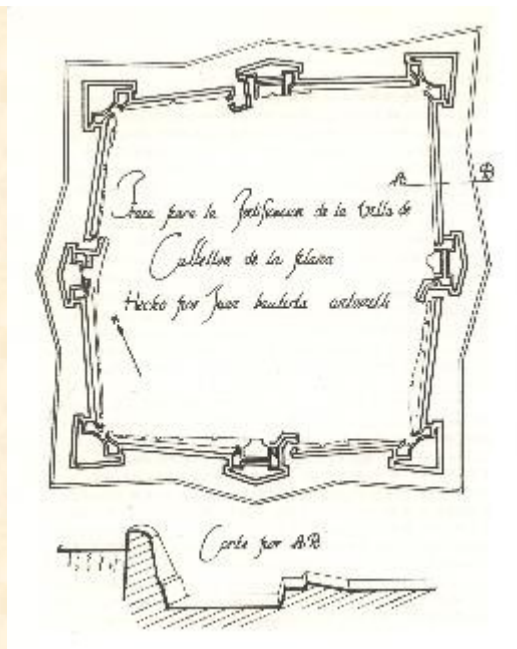 Traza para la Fortificacion de la Villa de
Castellon de la plana
Hecho por Juan bautista antonelli
A
B
Corte por A.B.